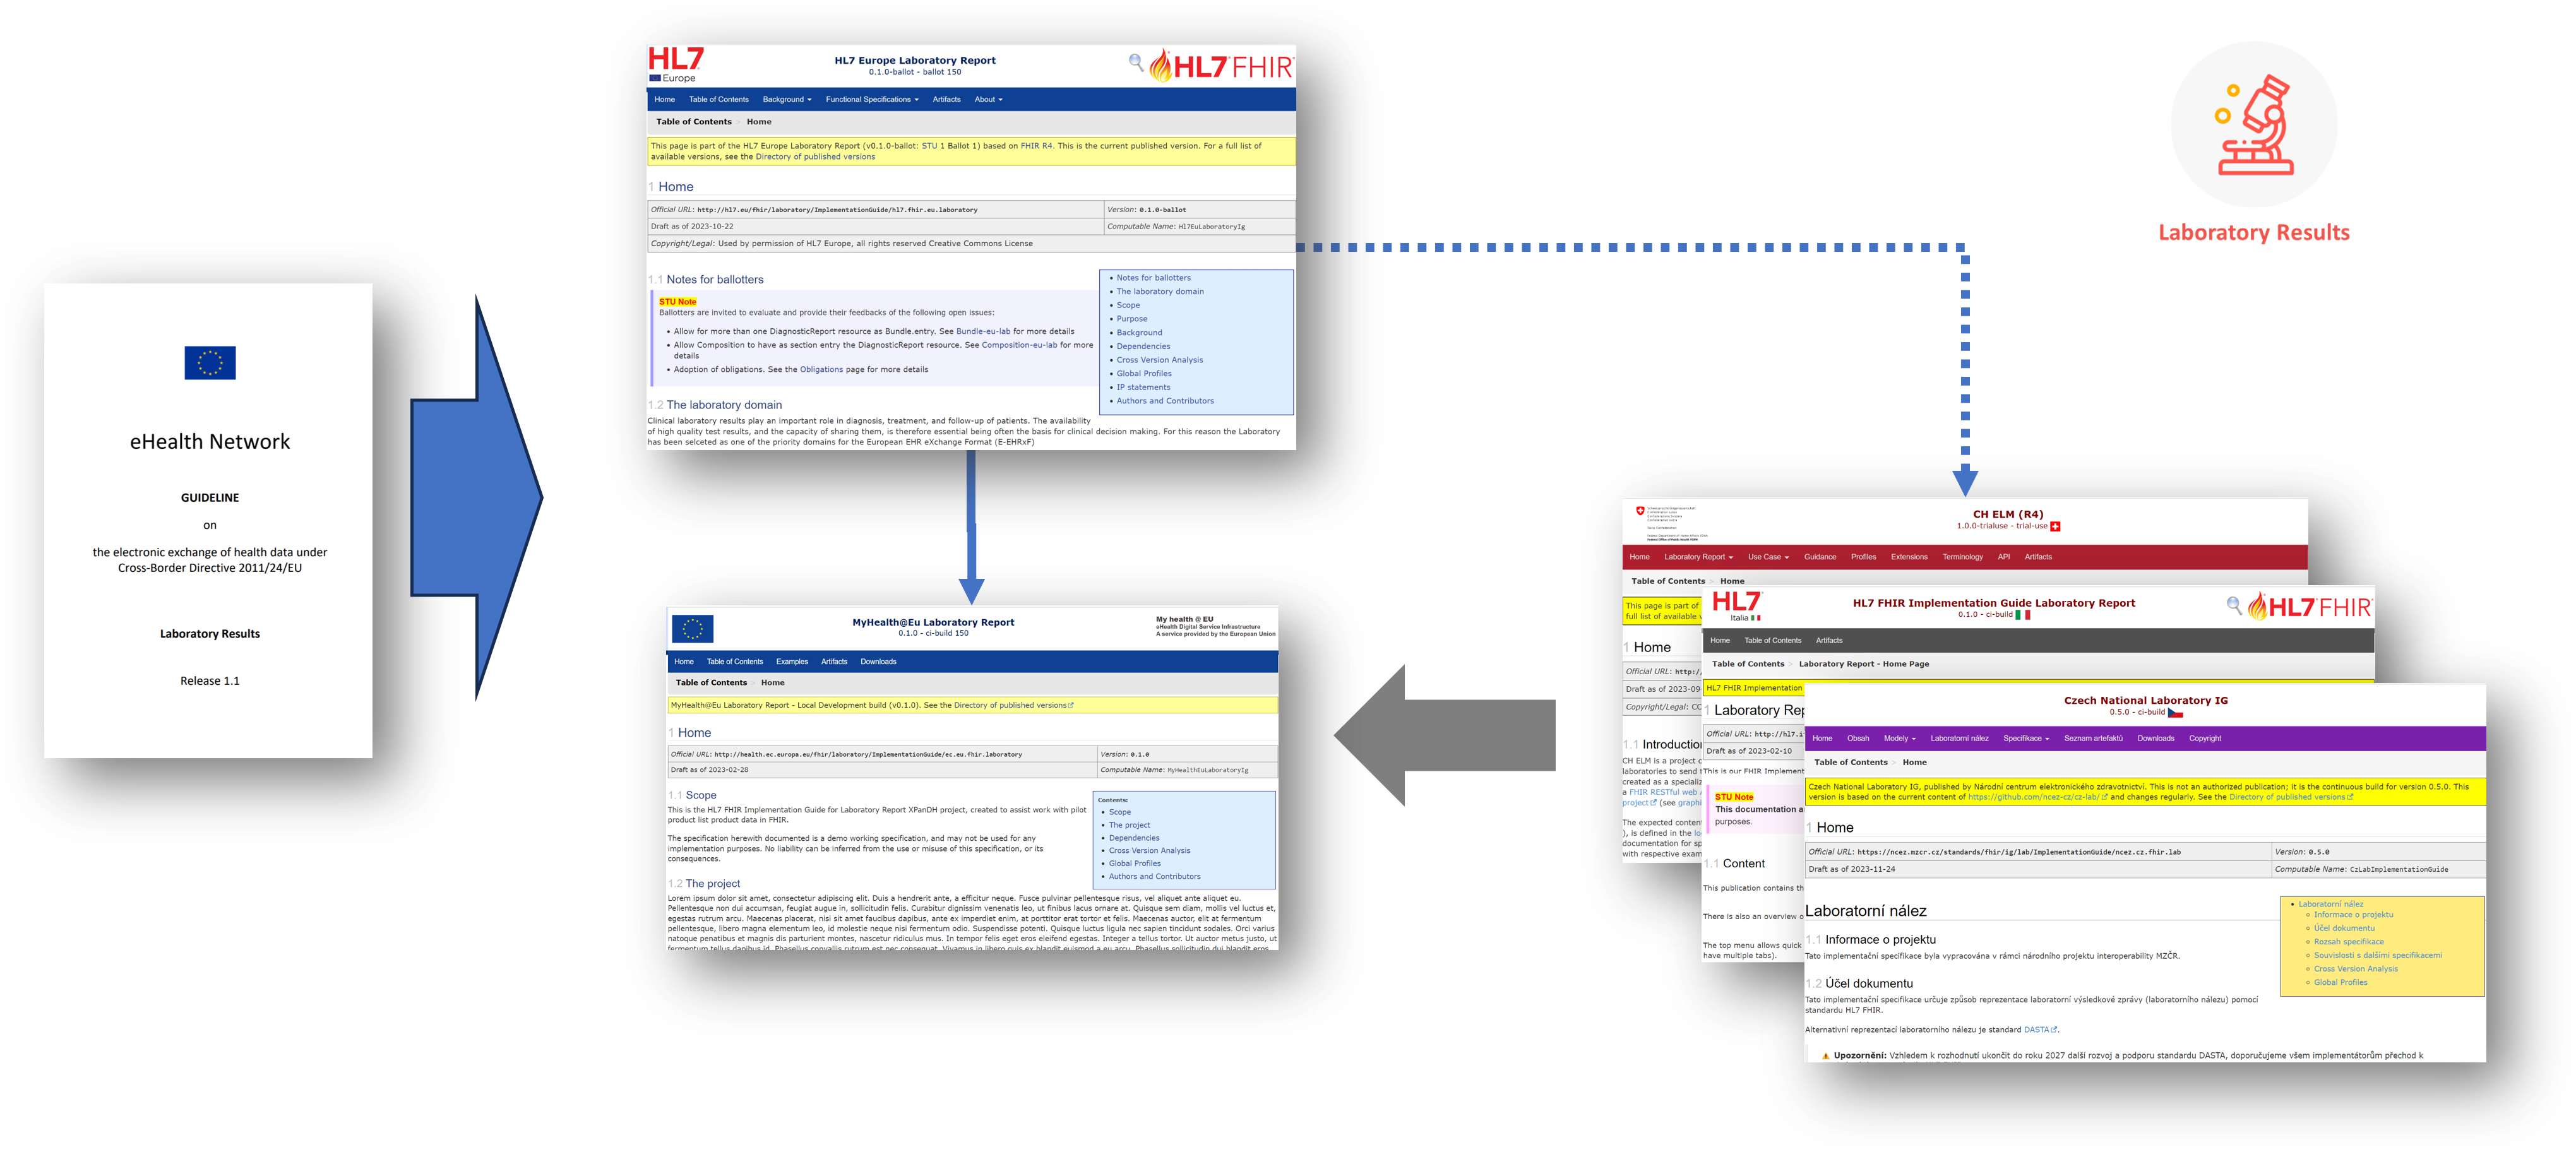 eHealth Network
GUIDELINE
on
the electronic exchange of health data under
Cross-Border Directive 2011/24/EU
Laboratory Results
Release 1.1
HL7
Europe
HL7 Europe Laboratory Report
0.1.0-ballot - ballot 150
HL7 FHIR
Home Table of Contents Background Functional Specifications Artifacts About
Table of Contents > Home
This page is part of the HL7 Europe Laboratory Report (v0.1.0-ballot: STU 1 Ballot 1) based on FHIR R4. This is the current published version. For a full list of
available versions, see the Directory of published versions
1 Home
Official URL: http://hl7.eu/fhir/laboratory/ImplementationGuide/hl7.fhir.eu.laboratory Version: 0.1.0-ballot
Draft as of 2023-10-22 Computable Name: Hl7EuLaboratoryIg
Copyright/Legal: Used by permission of HL7 Europe, all rights reserved Creative Commons License
1.1 Notes for ballotters
STU Note
Ballotters are invited to evaluate and provide their feedbacks of the following open issues:
• Allow for more than one DiagnosticReport resource as Bundle.entry. See Bundle-eu-lab for more details
• Allow Composition to have as section entry the DiagnosticReport resource. See Composition-eu-lab for more
details
• Adoption of obligations. See the Obligations page for more details
• Notes for ballotters
• The laboratory domain
• Scope
• Purpose
• Background
• Dependencies
• Cross Version Analysis
• Global Profiles
• IP statements
• Authors and Contributors
1.2 The laboratory domain
Clinical laboratory results play an important role in diagnosis, treatment, and follow-up of patients. The availability
of high quality test results, and the capacity of sharing them, is therefore essential being often the basis for clinical decision making. For this reason the Laboratory
has been selceted as one of the priority domains for the European EHR eXchange Format (E-EHRxF)
Laboratory Results
MyHealth@Eu Laboratory Report
0.1.0 - ci-build 150
My health @ EU
eHealth Digital Service Infrastructure
A service provided by the European Union
Home Table of Contents Examples Artifacts Downloads
Table of Contents > Home
MyHealth@Eu Laboratory Report - Local Development build (v0.1.0). See the Directory of published versions
1 Home
Official URL: http://health.ec.europa.eu/fhir/laboratory/ImplementationGuide/ec.eu.fhir.laboratory Version: 0.1.0
Draft as of 2023-02-28 Computable Name: MyHealthEuLaboratoryIg
1.1 Scope
This is the HL7 FHIR Implementation Guide for Laboratory Report XPanDH project, created to assist work with pilot
product list product data in FHIR.
The specification herewith documented is a demo working specification, and may not be used for any
implementation purposes. No liability can be inferred from the use or misuse of this specification, or its
consequences.
Contents:
• Scope
• The project
• Dependencies
• Cross Version Analysis
• Global Profiles
• Authors and Contributors
1.2 The project
Lorem ipsum dolor sit amet, consectetur adipiscing elit. Duis a hendrerit ante, a efficitur neque. Fusce pulvinar pellentesque risus, vel aliquet ante aliquet eu.
Pellentesque non dui accumsan, feugiat augue in, sollicitudin felis. Curabitur dignissim venenatis leo, ut finibus lacus ornare at. Quisque sem diam, mollis vel luctus et,
egestas rutrum arcu. Maecenas placerat, nisi sit amet faucibus dapibus, ante ex imperdiet enim, at porttitor erat tortor et felis. Maecenas auctor, elit at fermentum
pellentesque, libero magna elementum leo, id molestie neque nisi fermentum odio. Suspendisse potenti. Quisque luctus ligula nec sapien tincidunt sodales. Orci varius
natoque penatibus et magnis dis parturient montes, nascetur ridiculus mus. In tempor felis eget eros eleifend egestas. Integer a tellus tortor. Ut auctor metus justo, ut
fermentum tellus dapibus id. Phasellus convallis rutrum est nec consequat. Vivamus in libero quis ex blandit euismod a eu arcu. Phasellus sollicitudin dui blandit eros
CH ELM (R4)
1.0.0-trialuse - trial-use
Home Laboratory Report Use Case Guidance Profiles Extensions Terminology API Artifacts
Table of Contents > Home
This page is part of
full list of available
1 Home
Official URL: http:/
Draft as of 2023-09
Copyright/Legal: CC
1.1 Introduction
CH ELM is a project
laboratories to send
created as a specializ
a FHIR RESTful web
project (see graphi
The expected conten
), is defined in the lo
documentation for sp
with respective exam
HL7
Italia
HL7 FHIR Implementation Guide Laboratory Report
0.1.0 - ci-build
HL7 FHIR
Home Table of Contents Artifacts
Table of Contents > Laboratory Report - Home Page
HL7 FHIR Implementation
1 Laboratory Rep
Official URL: http://hl7.i
Draft as of 2023-02-10
This is our FHIR Implement
STU Note
This documentation a
purposes.
1.1 Content
This publication contains th
There is also an overview o
The top menu allows quick
have multiple tabs).
Czech National Laboratory IG
0.5.0 - ci-build
Home Obsah Modely Laboratorní nález Specifikace Seznam artefaktů Downloads Copyright
Table of Contents > Home
Czech National Laboratory IG, published by Národní centrum elektronického zdravotnictví. This is not an authorized publication; it is the continuous build for version 0.5.0. This
version is based on the current content of https://github.com/ncez-cz/cz-lab/ and changes regularly. See the Directory of published versions
1 Home
Official URL: https://ncez.mzcr.cz/standards/fhir/ig/lab/ImplementationGuide/ncez.cz.fhir.lab Version: 0.5.0
Draft as of 2023-11-24 Computable Name: CzLabImplementationGuide
Laboratorní nález
1.1 Informace o projektu
Tato implementační specifikace byla vypracována v rámci národního projektu interoperability MZČR.
• Laboratorní nález
Informace o projektu
Účel dokumentu
Rozsah specifikace
Souvislosti s dalšími specifikacemi
Cross Version Analysis
Global Profiles
1.2 Účel dokumentu
Tato implementační specifikace určuje způsob reprezentace laboratorní výsledkové zprávy (laboratorního nálezu) pomocí
standardu HL7 FHIR.
Alternativní reprezentací laboratorního nálezu je standard DASTA.
Upozornění: Vzhledem k rozhodnutí ukončit do roku 2027 další rozvoj a podporu standardu DASTA, doporučujeme všem implementátorům přechod k